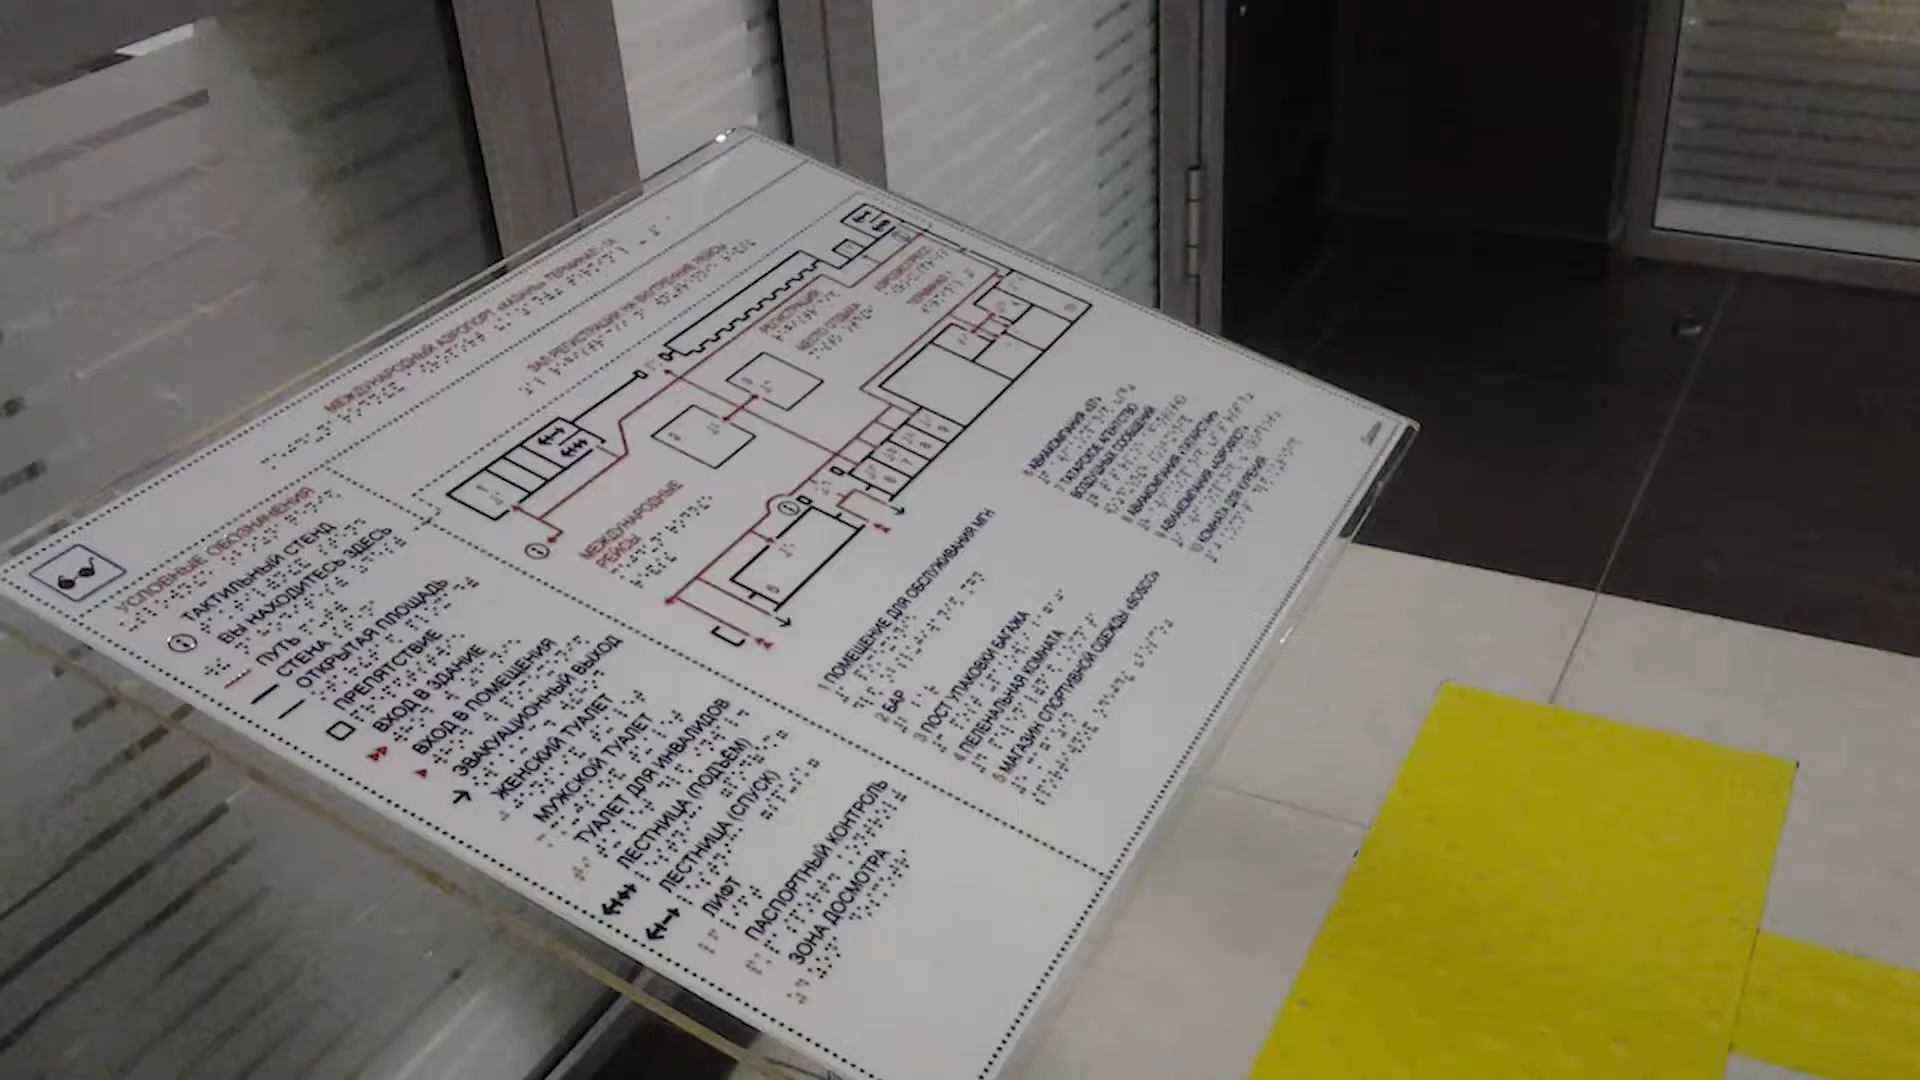 МЕЖДУНАРОДНЫЙ АЭРОПОРТ «КАЗАНЬ» ТЕРМИНАЛ 1А
ЗАЛ РЕГИСТРАЦИИ НА ВНУТРЕННИЕ РЕЙСЫ
УСЛОВНЫЕ ОБОЗНАЧЕНИЯ
ТАКТИЛЬНЫЙ СТЕНД
ВЫ НАХОДИТЕСЬ ЗДЕСЬ
ПУТЬ
СТЕНА
ОТКРЫТАЯ ПЛОЩАДЬ
ПРЕПЯТСТВИЕ
ВХОД В ЗДАНИЕ
ВХОД В ПОМЕЩЕНИЯ
ЭВАКУАЦИОННЫЙ ВЫХОД
ЖЕНСКИЙ ТУАЛЕТ
МУЖСКОЙ ТУАЛЕТ
ТУАЛЕТ ДЛЯ ИНВАЛИДОВ
ЛЕСТНИЦА (ПОДЪЕМ)
ЛЕСТНИЦА (СПУСК)
ЛИФТ
ПАСПОРТНЫЙ КОНТРОЛЬ
ЗОНА ДОСМОТРА
РЕГИСТРАЦИЯ
МЕСТО ОТДЫХА
АЭРОЭКСПРЕСС
ТЕРМИНАЛ
МЕЖДУНАРОДНЫЕ
РЕЙСЫ
1 ПОМЕЩЕНИЕ ДЛЯ ОБСЛУЖИВАНИЯ МГН
2 БАР
3 ПОСТ УПАКОВКИ БАГАЖА
4 ПЕЛЕНАЛЬНАЯ КОМНАТА
5 МАГАЗИН СПОРТИВНОЙ ОДЕЖДЫ «BOSCO»
6 АВИАКОМПАНИЯ «S7»
7 ТАТАРСКОЕ АГЕНТСТВО
ВОЗДУШНЫХ СООБЩЕНИЙ
8 АВИАКОМПАНИЯ «ТАТАРСТАН»
9 АВИАКОМПАНИЯ «АЭРОФЛОТ»
10 КОМНАТА ДЛЯ КУРЕНИЯ